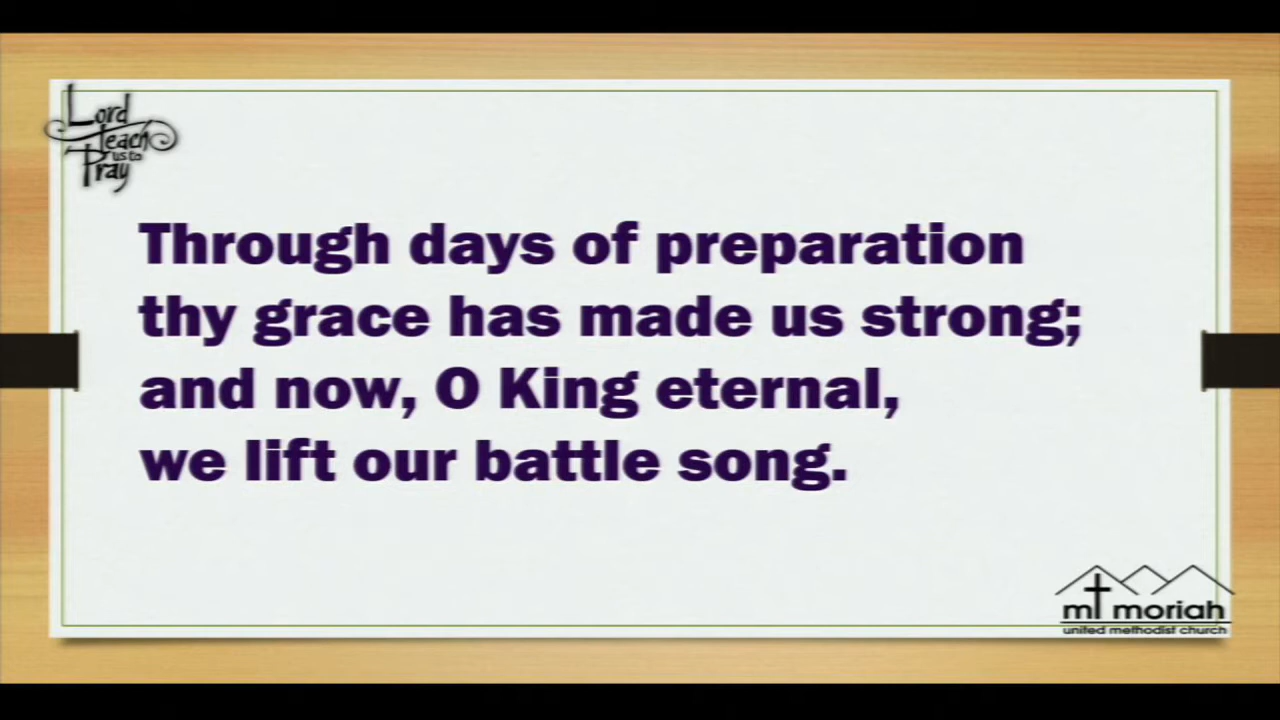 Lord
teach
us to
Pray
Through days of preparation
thy grace has made us strong;
and now, O King eternal,
we lift our battle song.
mt moriah
united methodist church